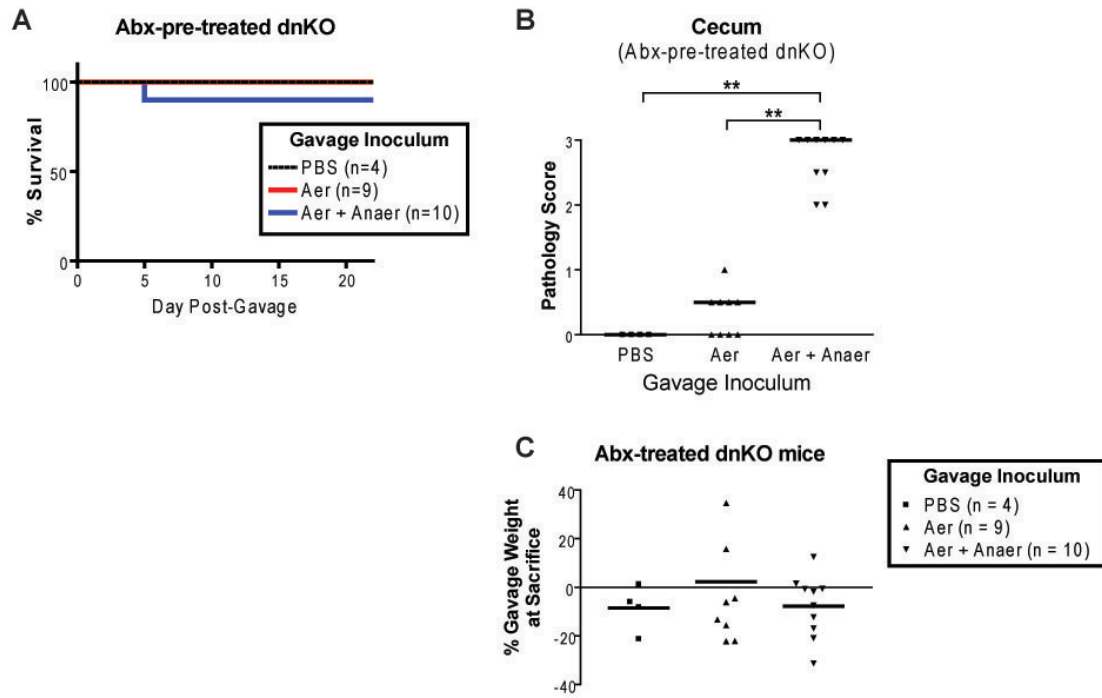 A
Abx-pre-treated dnKO
100
50
0
% Survival
0 5 10 15 20
Day Post-Gavage
Gavage Inoculum
PBS (n=4)
Aer (n=9)
Aer + Anaer (n=10)
B
Cecum
(Abx-pre-treated dnKO)
**
**
3
2
1
0
Pathology Score
PBS Aer Aer + Anaer
Gavage Inoculum
C
Abx-treated dnKO mice
40
20
0
-20
-40
% Gavage Weight
at Sacrifice
Gavage Inoculum
PBS (n = 4)
Aer (n = 9)
Aer + Anaer (n = 10)